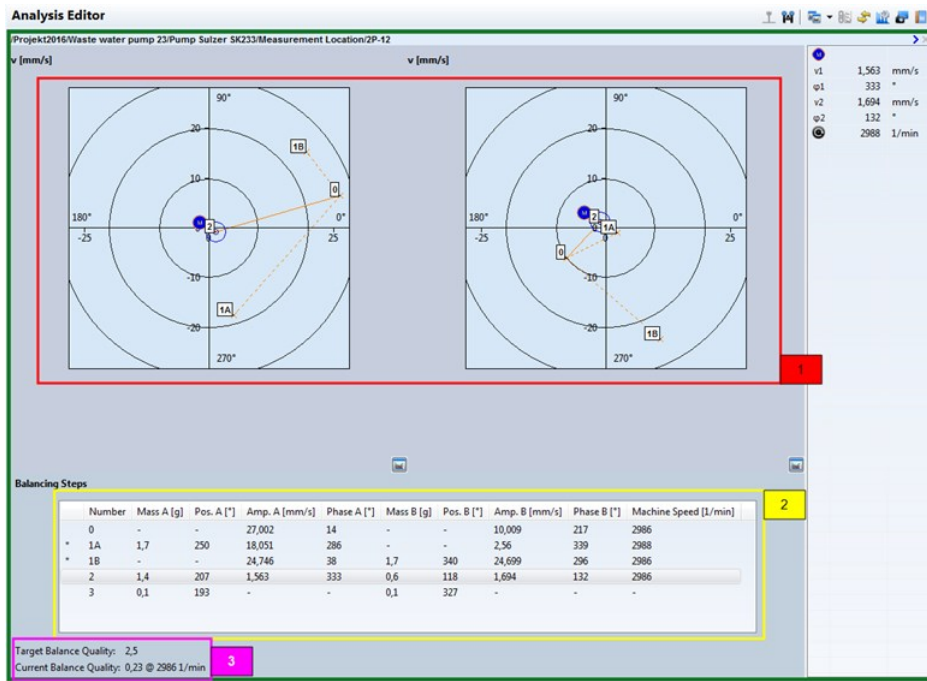 Analysis Editor
/Projekt2016/Waste water pump 23/Pump Sulzer SK233/Measurement Location/2P-12
v [mm/s]
v [mm/s]
90°
20
10
180°
0°
-25
0
25
-10
-20
270°
1B
0
M
2
1A
90°
20
10
180°
0°
-25
0
25
-10
-20
270°
M
2
1A
0
1B
1
M
v1 1,563 mm/s
φ1 333 °
v2 1,694 mm/s
φ2 132 °
2988 1/min
Balancing Steps
2
Number Mass A [g] Pos. A [°] Amp. A [mm/s] Phase A [°] Mass B [g] Pos. B [°] Amp. B [mm/s] Phase B [°] Machine Speed [1/min]
0 - - 27,002 14 - - 10,009 217 2986
* 1A 1,7 250 18,051 286 - - 2,56 339 2988
* 1B - - 24,746 38 1,7 340 24,699 296 2986
2 1,4 207 1,563 333 0,6 118 1,694 132 2986
3 0,1 193 - - 0,1 327 - - -
Target Balance Quality: 2,5
Current Balance Quality: 0,23 @ 2986 1/min
3